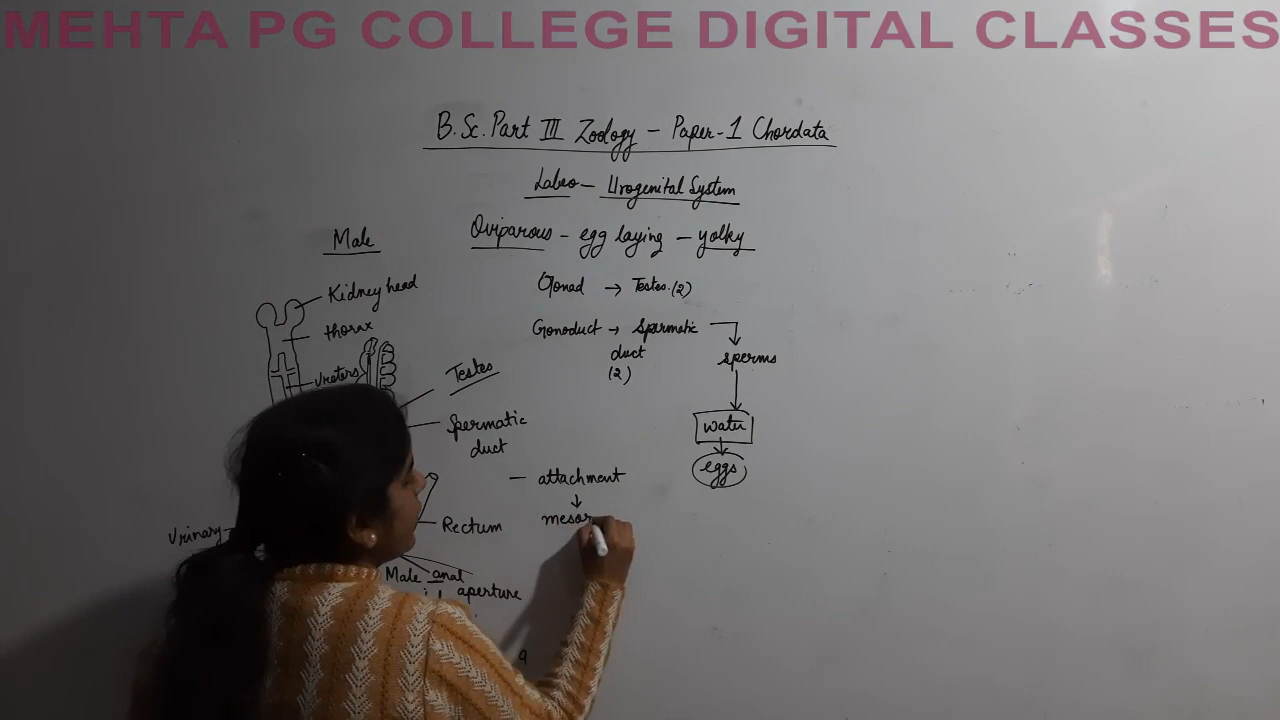 MEHTA PG COLLEGE DIGITAL CLASSES
B.Sc. Part III Zoology - Paper-1 Chordata
Labeo - Urogenital System
Oviparous - egg laying - yolky
Male
Kidney head
thorax
Ureters
Testes
Spermatic
duct
Rectum
Urinary
Male anal
aperture
Gonad → Testes. (2)
Gonoduct → Spermatic
duct
(2)
Sperms
water
eggs
- attachment
mesor